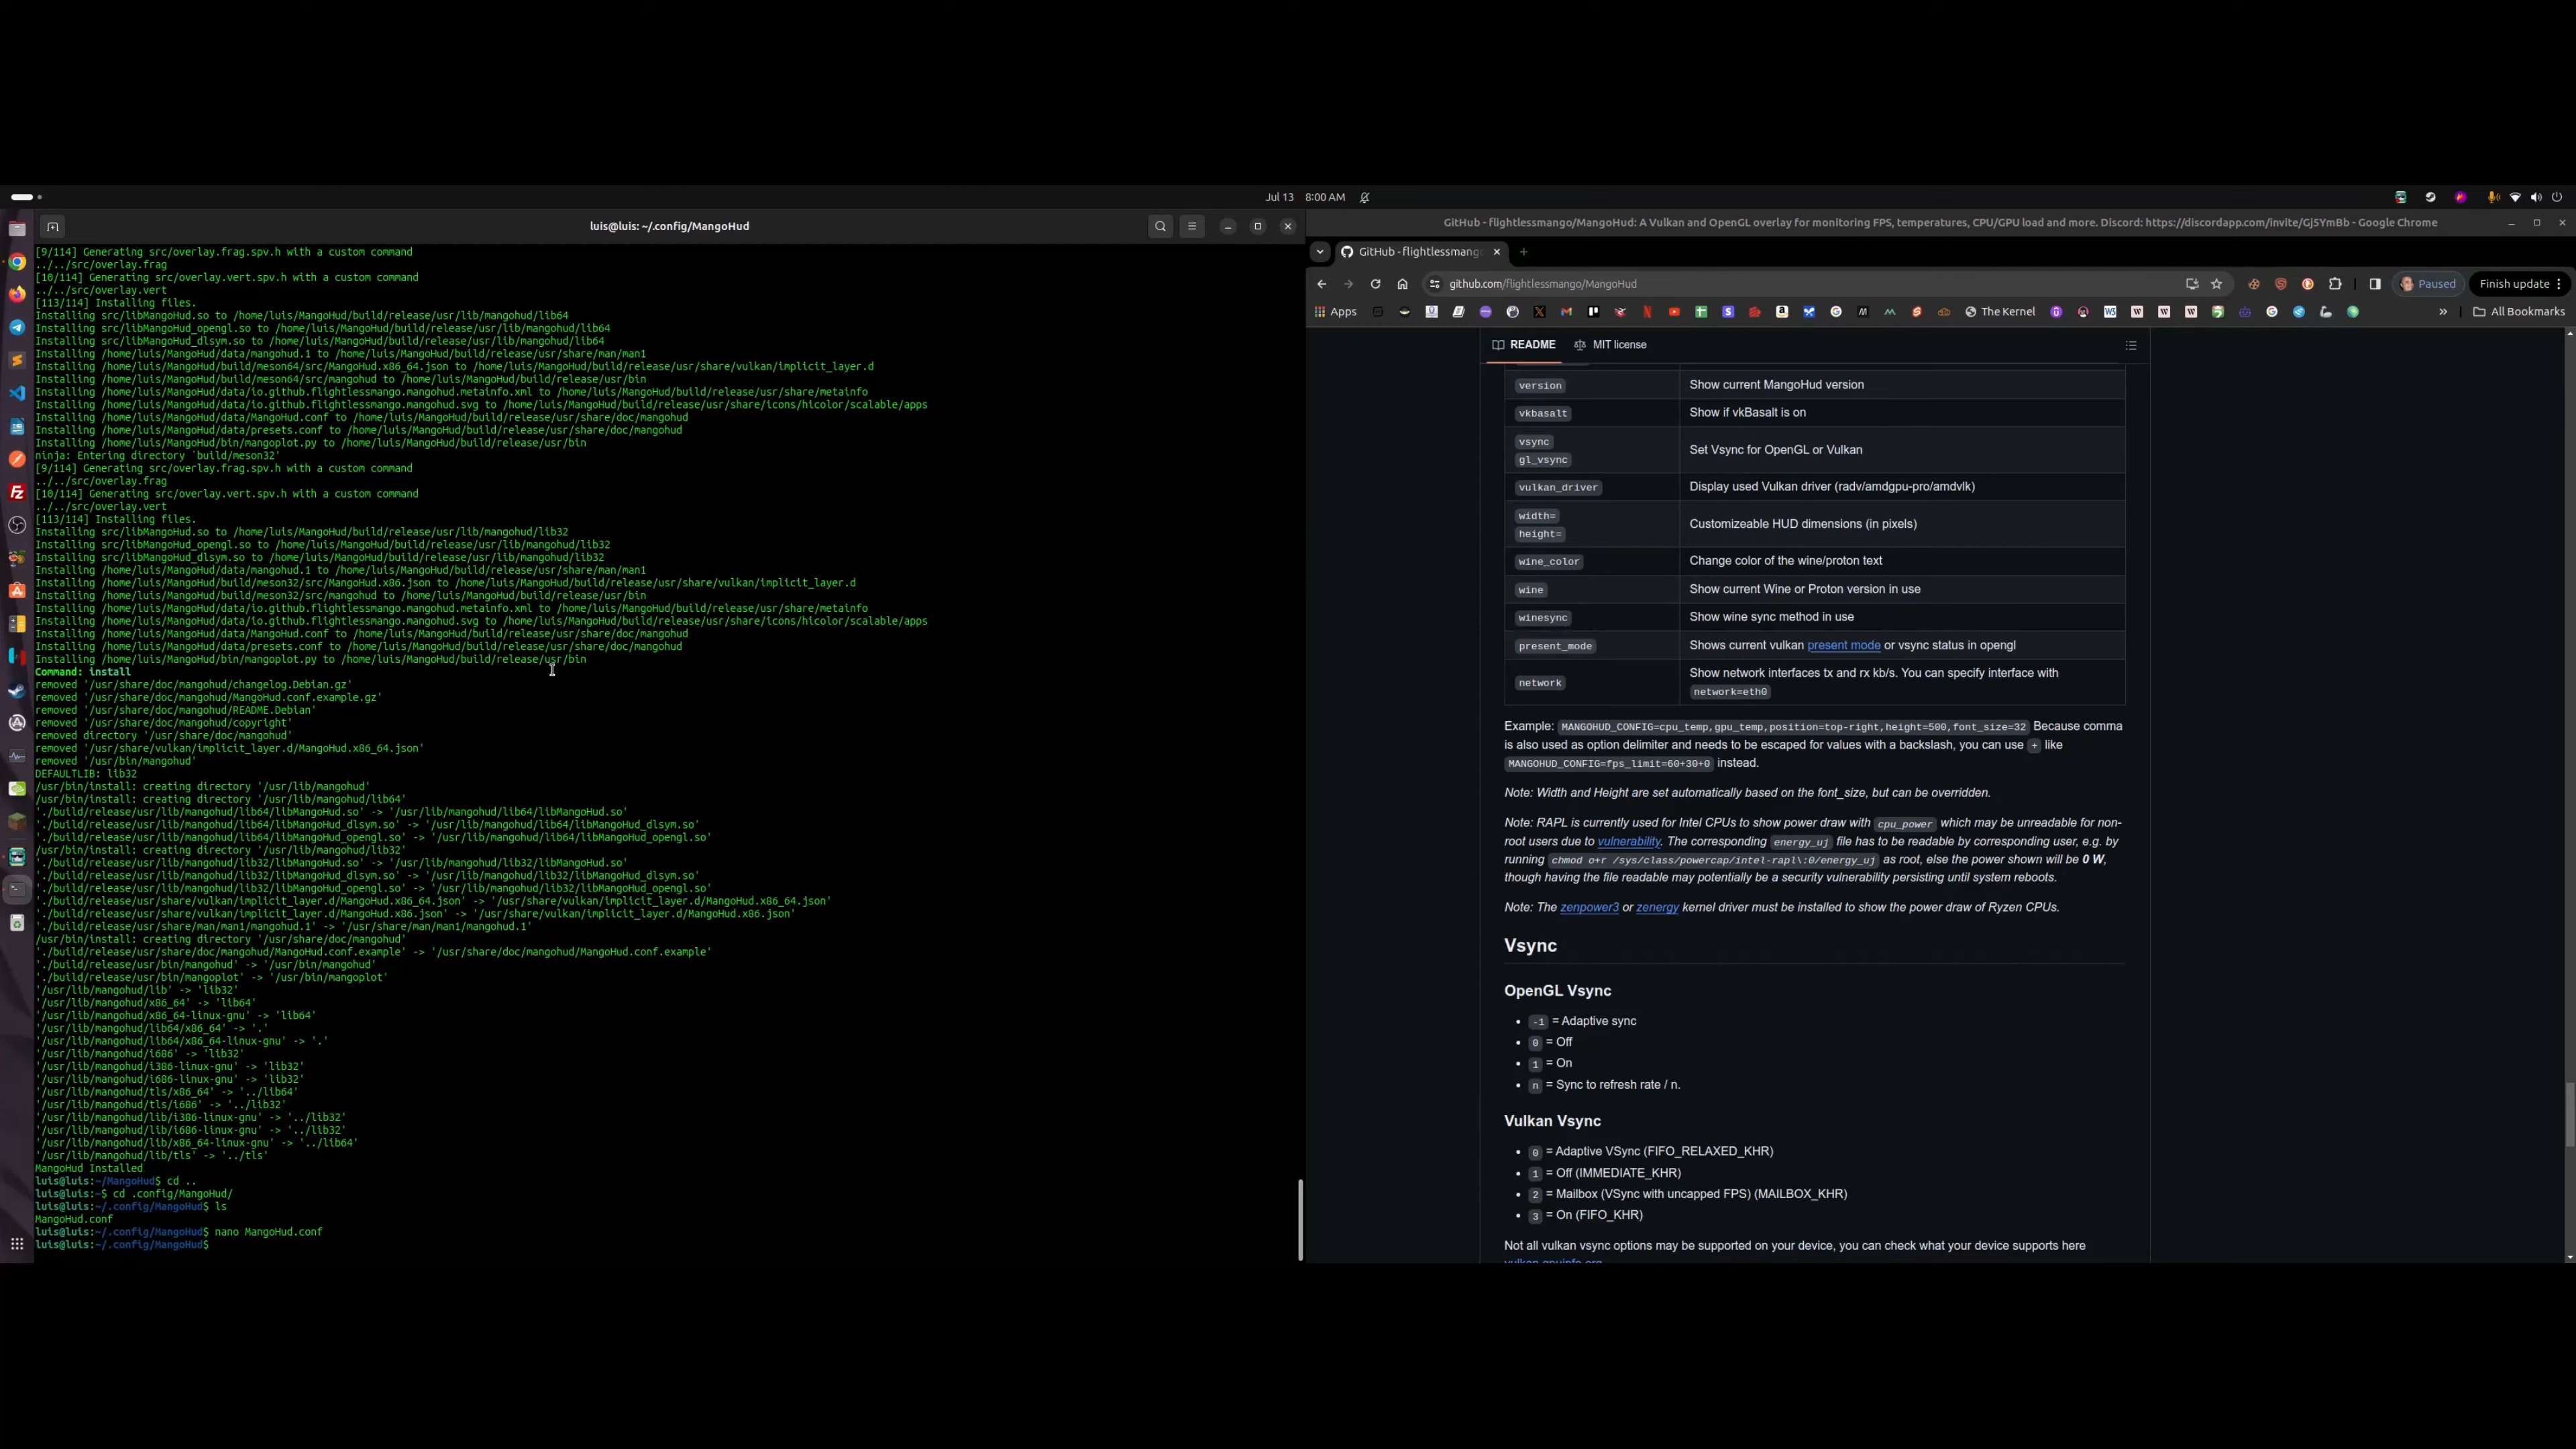 Jul 13 8:00 AM
luis@luis: ~/.config/MangoHud
[9/114] Generating src/overlay.frag.spv.h with a custom command
../../src/overlay.frag
[10/114] Generating src/overlay.vert.spv.h with a custom command
../../src/overlay.vert
[113/114] Installing files.
Installing src/libMangoHud.so to /home/luis/MangoHud/build/release/usr/lib/mangohud/lib64
Installing src/libMangoHud_opengl.so to /home/luis/MangoHud/build/release/usr/lib/mangohud/lib64
Installing src/libMangoHud_dlsym.so to /home/luis/MangoHud/build/release/usr/lib/mangohud/lib64
Installing /home/luis/MangoHud/data/mangohud.1 to /home/luis/MangoHud/build/release/usr/share/man/man1
Installing /home/luis/MangoHud/build/meson64/src/MangoHud.x86_64.json to /home/luis/MangoHud/build/release/usr/share/vulkan/implicit_layer.d
Installing /home/luis/MangoHud/build/meson64/src/mangohud to /home/luis/MangoHud/build/release/usr/bin
Installing /home/luis/MangoHud/data/io.github.flightlessmango.mangohud.metainfo.xml to /home/luis/MangoHud/build/release/usr/share/metainfo
Installing /home/luis/MangoHud/data/io.github.flightlessmango.mangohud.svg to /home/luis/MangoHud/build/release/usr/share/icons/hicolor/scalable/apps
Installing /home/luis/MangoHud/data/MangoHud.conf to /home/luis/MangoHud/build/release/usr/share/doc/mangohud
Installing /home/luis/MangoHud/data/presets.conf to /home/luis/MangoHud/build/release/usr/share/doc/mangohud
Installing /home/luis/MangoHud/bin/mangoplot.py to /home/luis/MangoHud/build/release/usr/bin
ninja: Entering directory `build/meson32'
[9/114] Generating src/overlay.frag.spv.h with a custom command
../../src/overlay.frag
[10/114] Generating src/overlay.vert.spv.h with a custom command
../../src/overlay.vert
[113/114] Installing files.
Installing src/libMangoHud.so to /home/luis/MangoHud/build/release/usr/lib/mangohud/lib32
Installing src/libMangoHud_opengl.so to /home/luis/MangoHud/build/release/usr/lib/mangohud/lib32
Installing src/libMangoHud_dlsym.so to /home/luis/MangoHud/build/release/usr/lib/mangohud/lib32
Installing /home/luis/MangoHud/data/mangohud.1 to /home/luis/MangoHud/build/release/usr/share/man/man1
Installing /home/luis/MangoHud/build/meson32/src/MangoHud.x86.json to /home/luis/MangoHud/build/release/usr/share/vulkan/implicit_layer.d
Installing /home/luis/MangoHud/build/meson32/src/mangohud to /home/luis/MangoHud/build/release/usr/bin
Installing /home/luis/MangoHud/data/io.github.flightlessmango.mangohud.metainfo.xml to /home/luis/MangoHud/build/release/usr/share/metainfo
Installing /home/luis/MangoHud/data/io.github.flightlessmango.mangohud.svg to /home/luis/MangoHud/build/release/usr/share/icons/hicolor/scalable/apps
Installing /home/luis/MangoHud/data/MangoHud.conf to /home/luis/MangoHud/build/release/usr/share/doc/mangohud
Installing /home/luis/MangoHud/data/presets.conf to /home/luis/MangoHud/build/release/usr/share/doc/mangohud
Installing /home/luis/MangoHud/bin/mangoplot.py to /home/luis/MangoHud/build/release/usr/bin
Command: install
removed '/usr/share/doc/mangohud/changelog.Debian.gz'
removed '/usr/share/doc/mangohud/MangoHud.conf.example.gz'
removed '/usr/share/doc/mangohud/README.Debian'
removed '/usr/share/doc/mangohud/copyright'
removed directory '/usr/share/doc/mangohud'
removed '/usr/share/vulkan/implicit_layer.d/MangoHud.x86_64.json'
removed '/usr/bin/mangohud'
DEFAULTLIB: lib32
/usr/bin/install: creating directory '/usr/lib/mangohud'
/usr/bin/install: creating directory '/usr/lib/mangohud/lib64'
'./build/release/usr/lib/mangohud/lib64/libMangoHud.so' -> '/usr/lib/mangohud/lib64/libMangoHud.so'
'./build/release/usr/lib/mangohud/lib64/libMangoHud_dlsym.so' -> '/usr/lib/mangohud/lib64/libMangoHud_dlsym.so'
'./build/release/usr/lib/mangohud/lib64/libMangoHud_opengl.so' -> '/usr/lib/mangohud/lib64/libMangoHud_opengl.so'
/usr/bin/install: creating directory '/usr/lib/mangohud/lib32'
'./build/release/usr/lib/mangohud/lib32/libMangoHud.so' -> '/usr/lib/mangohud/lib32/libMangoHud.so'
'./build/release/usr/lib/mangohud/lib32/libMangoHud_dlsym.so' -> '/usr/lib/mangohud/lib32/libMangoHud_dlsym.so'
'./build/release/usr/lib/mangohud/lib32/libMangoHud_opengl.so' -> '/usr/lib/mangohud/lib32/libMangoHud_opengl.so'
'./build/release/usr/share/vulkan/implicit_layer.d/MangoHud.x86_64.json' -> '/usr/share/vulkan/implicit_layer.d/MangoHud.x86_64.json'
'./build/release/usr/share/vulkan/implicit_layer.d/MangoHud.x86.json' -> '/usr/share/vulkan/implicit_layer.d/MangoHud.x86.json'
'./build/release/usr/share/man/man1/mangohud.1' -> '/usr/share/man/man1/mangohud.1'
/usr/bin/install: creating directory '/usr/share/doc/mangohud'
'./build/release/usr/share/doc/mangohud/MangoHud.conf.example' -> '/usr/share/doc/mangohud/MangoHud.conf.example'
'./build/release/usr/bin/mangohud' -> '/usr/bin/mangohud'
'./build/release/usr/bin/mangoplot' -> '/usr/bin/mangoplot'
'/usr/lib/mangohud/lib' -> 'lib32'
'/usr/lib/mangohud/x86_64' -> 'lib64'
'/usr/lib/mangohud/x86_64-linux-gnu' -> 'lib64'
'/usr/lib/mangohud/lib64/x86_64' -> '.'
'/usr/lib/mangohud/lib64/x86_64-linux-gnu' -> '.'
'/usr/lib/mangohud/i686' -> 'lib32'
'/usr/lib/mangohud/i386-linux-gnu' -> 'lib32'
'/usr/lib/mangohud/i686-linux-gnu' -> 'lib32'
'/usr/lib/mangohud/tls/x86_64' -> '../lib64'
'/usr/lib/mangohud/tls/i686' -> '../lib32'
'/usr/lib/mangohud/lib/i386-linux-gnu' -> '../lib32'
'/usr/lib/mangohud/lib/i686-linux-gnu' -> '../lib32'
'/usr/lib/mangohud/lib/x86_64-linux-gnu' -> '../lib64'
'/usr/lib/mangohud/lib/tls' -> '../tls'
MangoHud Installed
luis@luis:~/MangoHud$ cd ..
luis@luis:~$ cd .config/MangoHud/
luis@luis:~/.config/MangoHud$ ls
MangoHud.conf
luis@luis:~/.config/MangoHud$ nano MangoHud.conf
luis@luis:~/.config/MangoHud$
GitHub - flightlessmango/MangoHud: A Vulkan and OpenGL overlay for monitoring FPS, temperatures, CPU/GPU load and more. Discord: https://discordapp.com/invite/Gj5YmBb - Google Chrome
GitHub - flightlessmang
github.com/flightlessmango/MangoHud
Paused
Finish update
Apps
The Kernel
All Bookmarks
README MIT license
version Show current MangoHud version
vkbasalt Show if vkBasalt is on
vsync
gl_vsync
Set Vsync for OpenGL or Vulkan
vulkan_driver Display used Vulkan driver (radv/amdgpu-pro/amdvlk)
width=
height=
Customizeable HUD dimensions (in pixels)
wine_color Change color of the wine/proton text
wine Show current Wine or Proton version in use
winesync Show wine sync method in use
present_mode Shows current vulkan present mode or vsync status in opengl
network Show network interfaces tx and rx kb/s. You can specify interface with
network=eth0
Example: MANGOHUD_CONFIG=cpu_temp,gpu_temp,position=top-right,height=500,font_size=32 Because comma
is also used as option delimiter and needs to be escaped for values with a backslash, you can use + like
MANGOHUD_CONFIG=fps_limit=60+30+0 instead.
Note: Width and Height are set automatically based on the font_size, but can be overridden.
Note: RAPL is currently used for Intel CPUs to show power draw with cpu_power which may be unreadable for non-
root users due to vulnerability. The corresponding energy_uj file has to be readable by corresponding user, e.g. by
running chmod o+r /sys/class/powercap/intel-rapl\:0/energy_uj as root, else the power shown will be 0 W,
though having the file readable may potentially be a security vulnerability persisting until system reboots.
Note: The zenpower3 or zenergy kernel driver must be installed to show the power draw of Ryzen CPUs.
Vsync
OpenGL Vsync
• -1 = Adaptive sync
• 0 = Off
• 1 = On
• n = Sync to refresh rate / n.
Vulkan Vsync
• 0 = Adaptive VSync (FIFO_RELAXED_KHR)
• 1 = Off (IMMEDIATE_KHR)
• 2 = Mailbox (VSync with uncapped FPS) (MAILBOX_KHR)
• 3 = On (FIFO_KHR)
Not all vulkan vsync options may be supported on your device, you can check what your device supports here
vulkan.gpuinfo.org